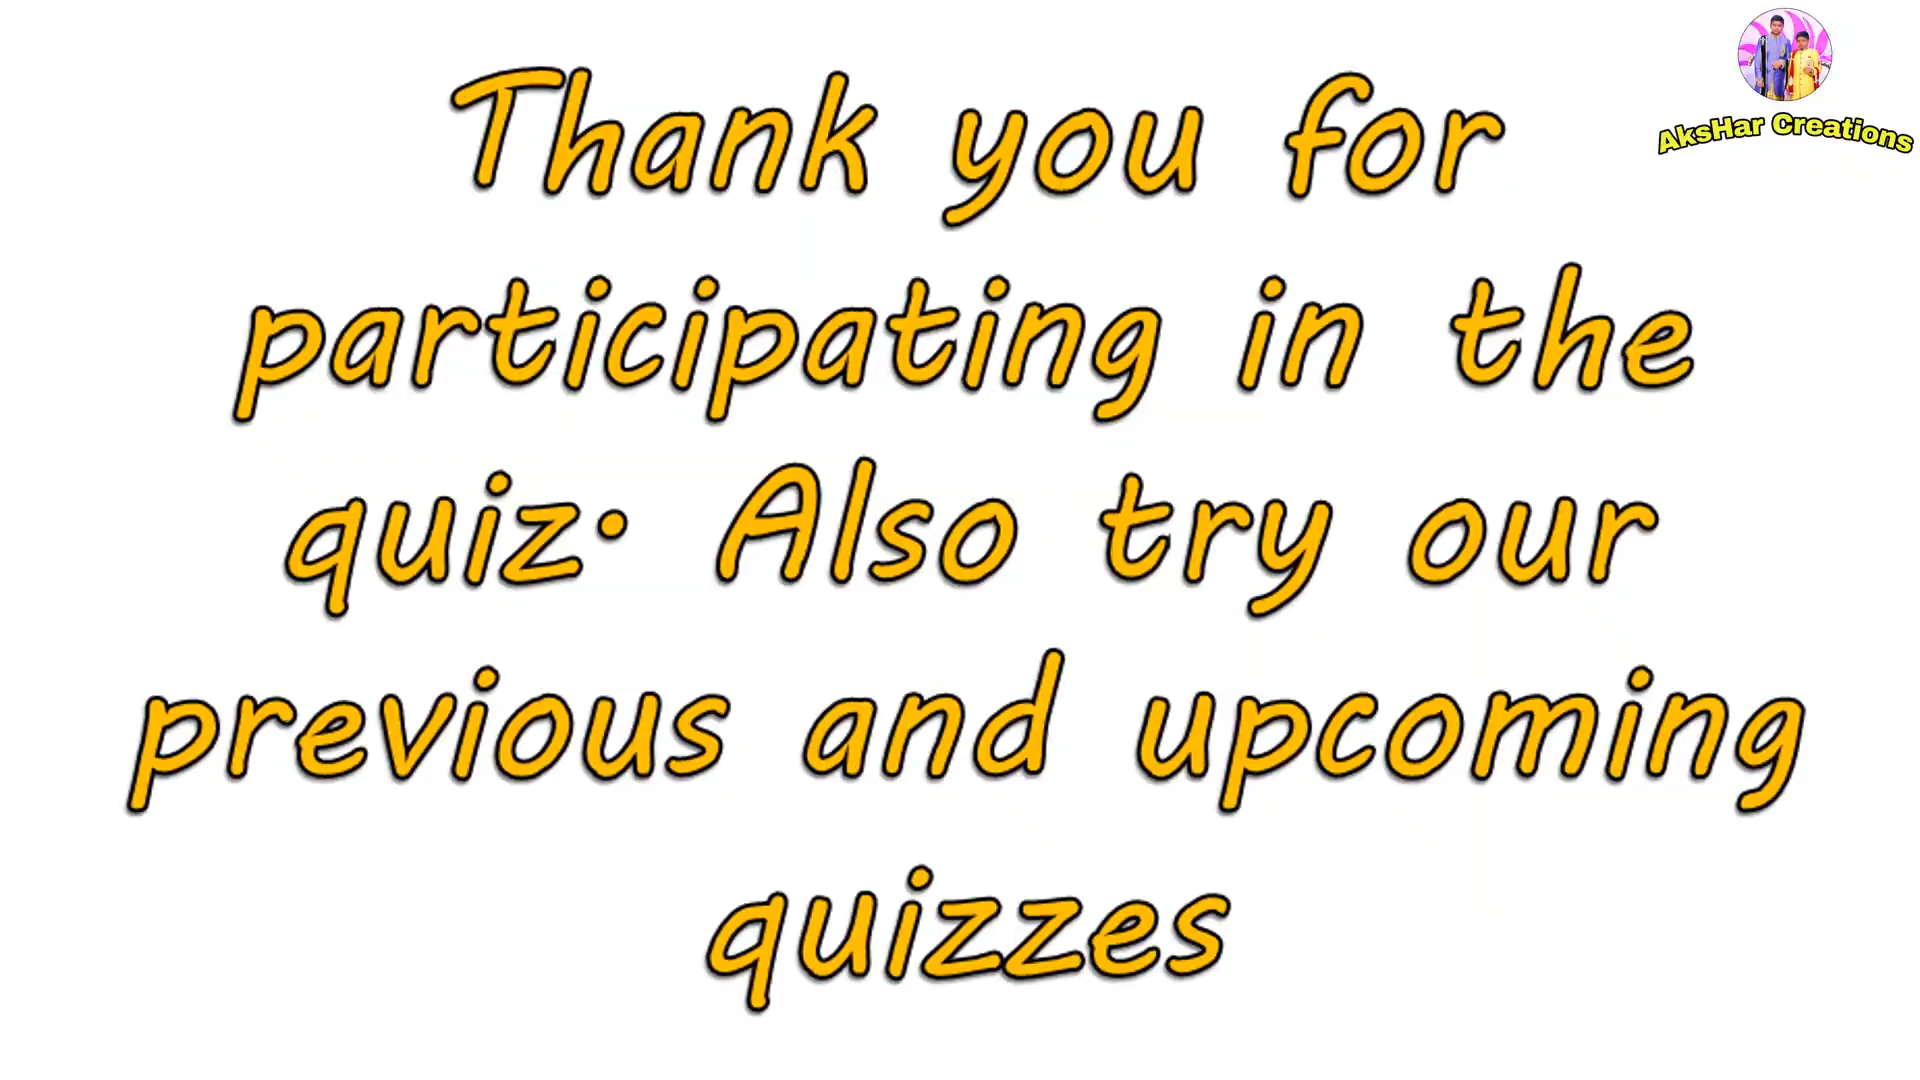 AksHar Creations
Thank you for
participating in the
quiz. Also try our
previous and upcoming
quizzes